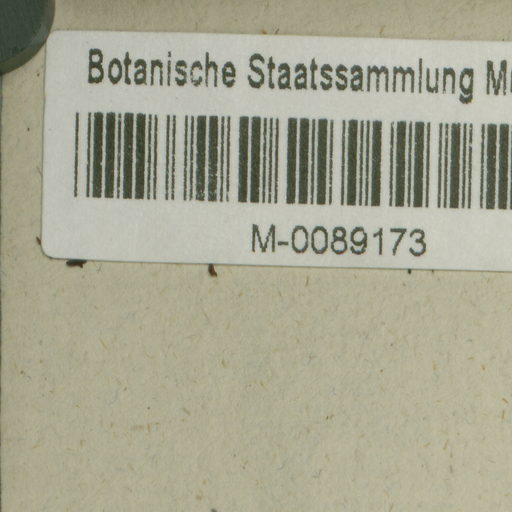 Botanische Staatssammlung M
M-0089173